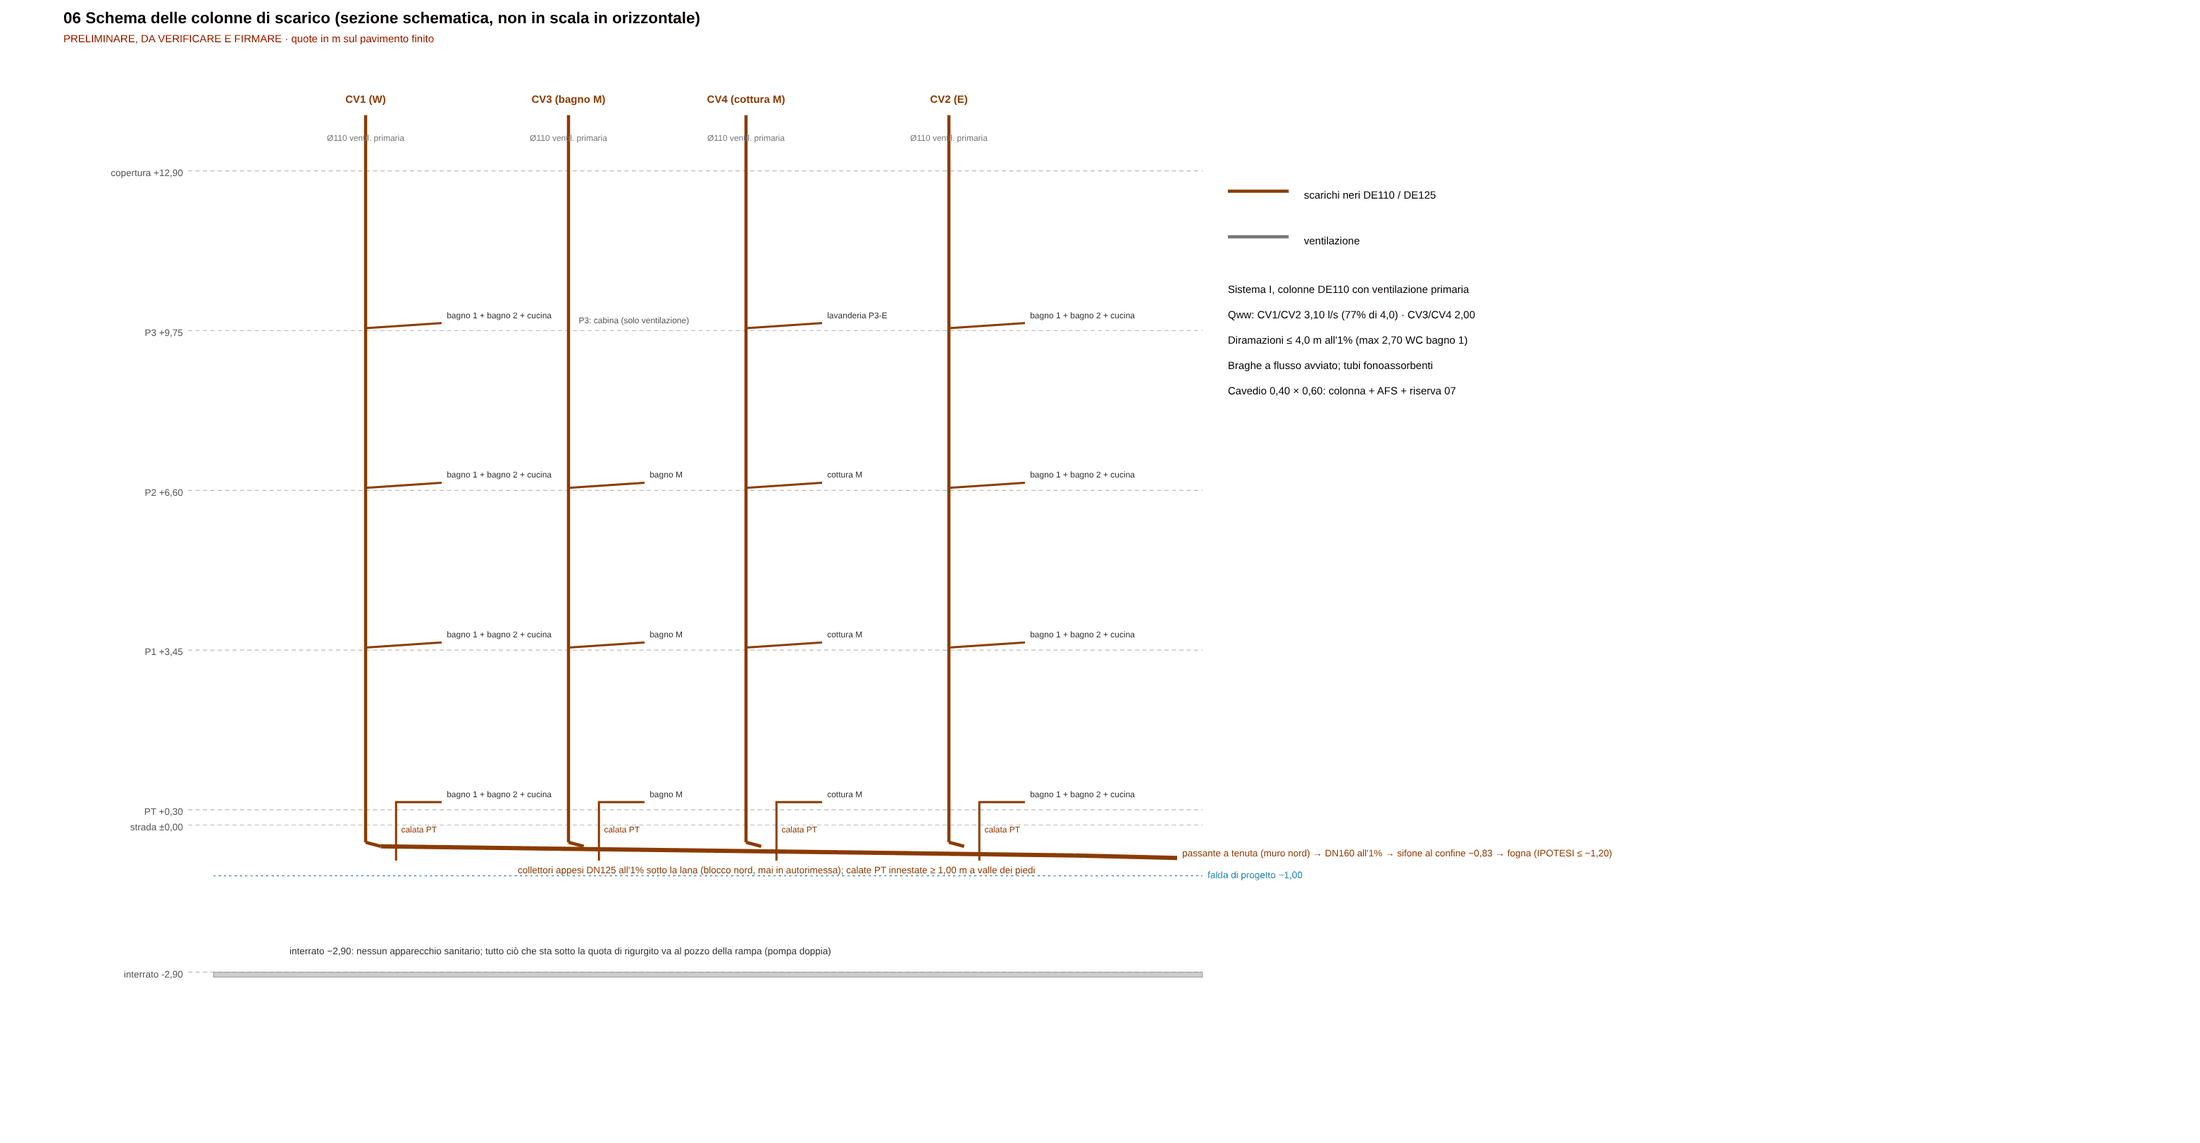 06 Schema delle colonne di scarico (sezione schematica, non in scala in orizzontale)
PRELIMINARE, DA VERIFICARE E FIRMARE · quote in m sul pavimento finito
CV1 (W)
CV3 (bagno M)
CV4 (cottura M)
CV2 (E)
Ø110 ventil. primaria
Ø110 ventil. primaria
Ø110 ventil. primaria
Ø110 ventil. primaria
copertura +12,90
scarichi neri DE110 / DE125
ventilazione
Sistema I, colonne DE110 con ventilazione primaria
Qww: CV1/CV2 3,10 l/s (77% di 4,0) · CV3/CV4 2,00
Diramazioni ≤ 4,0 m all'1% (max 2,70 WC bagno 1)
Braghe a flusso avviato; tubi fonoassorbenti
Cavedio 0,40 × 0,60: colonna + AFS + riserva 07
P3 +9,75
bagno 1 + bagno 2 + cucina
P3: cabina (solo ventilazione)
lavanderia P3-E
bagno 1 + bagno 2 + cucina
P2 +6,60
bagno 1 + bagno 2 + cucina
bagno M
cottura M
bagno 1 + bagno 2 + cucina
P1 +3,45
bagno 1 + bagno 2 + cucina
bagno M
cottura M
bagno 1 + bagno 2 + cucina
PT +0,30
bagno 1 + bagno 2 + cucina
bagno M
cottura M
bagno 1 + bagno 2 + cucina
strada ±0,00
calata PT
calata PT
calata PT
calata PT
passante a tenuta (muro nord) → DN160 all'1% → sifone al confine −0,83 → fogna (IPOTESI ≤ −1,20)
collettori appesi DN125 all'1% sotto la lana (blocco nord, mai in autorimessa); calate PT innestate ≥ 1,00 m a valle dei piedi
falda di progetto −1,00
interrato −2,90: nessun apparecchio sanitario; tutto ciò che sta sotto la quota di rigurgito va al pozzo della rampa (pompa doppia)
interrato -2,90